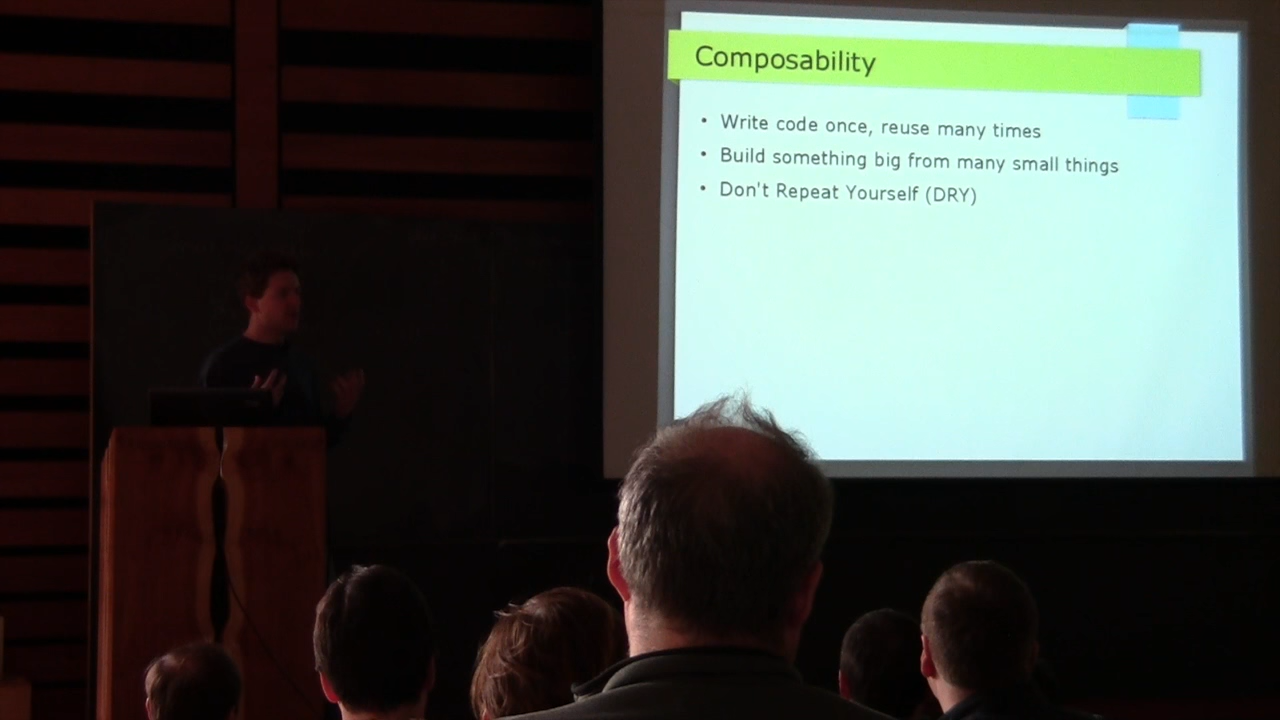 Composability
• Write code once, reuse many times
• Build something big from many small things
• Don't Repeat Yourself (DRY)